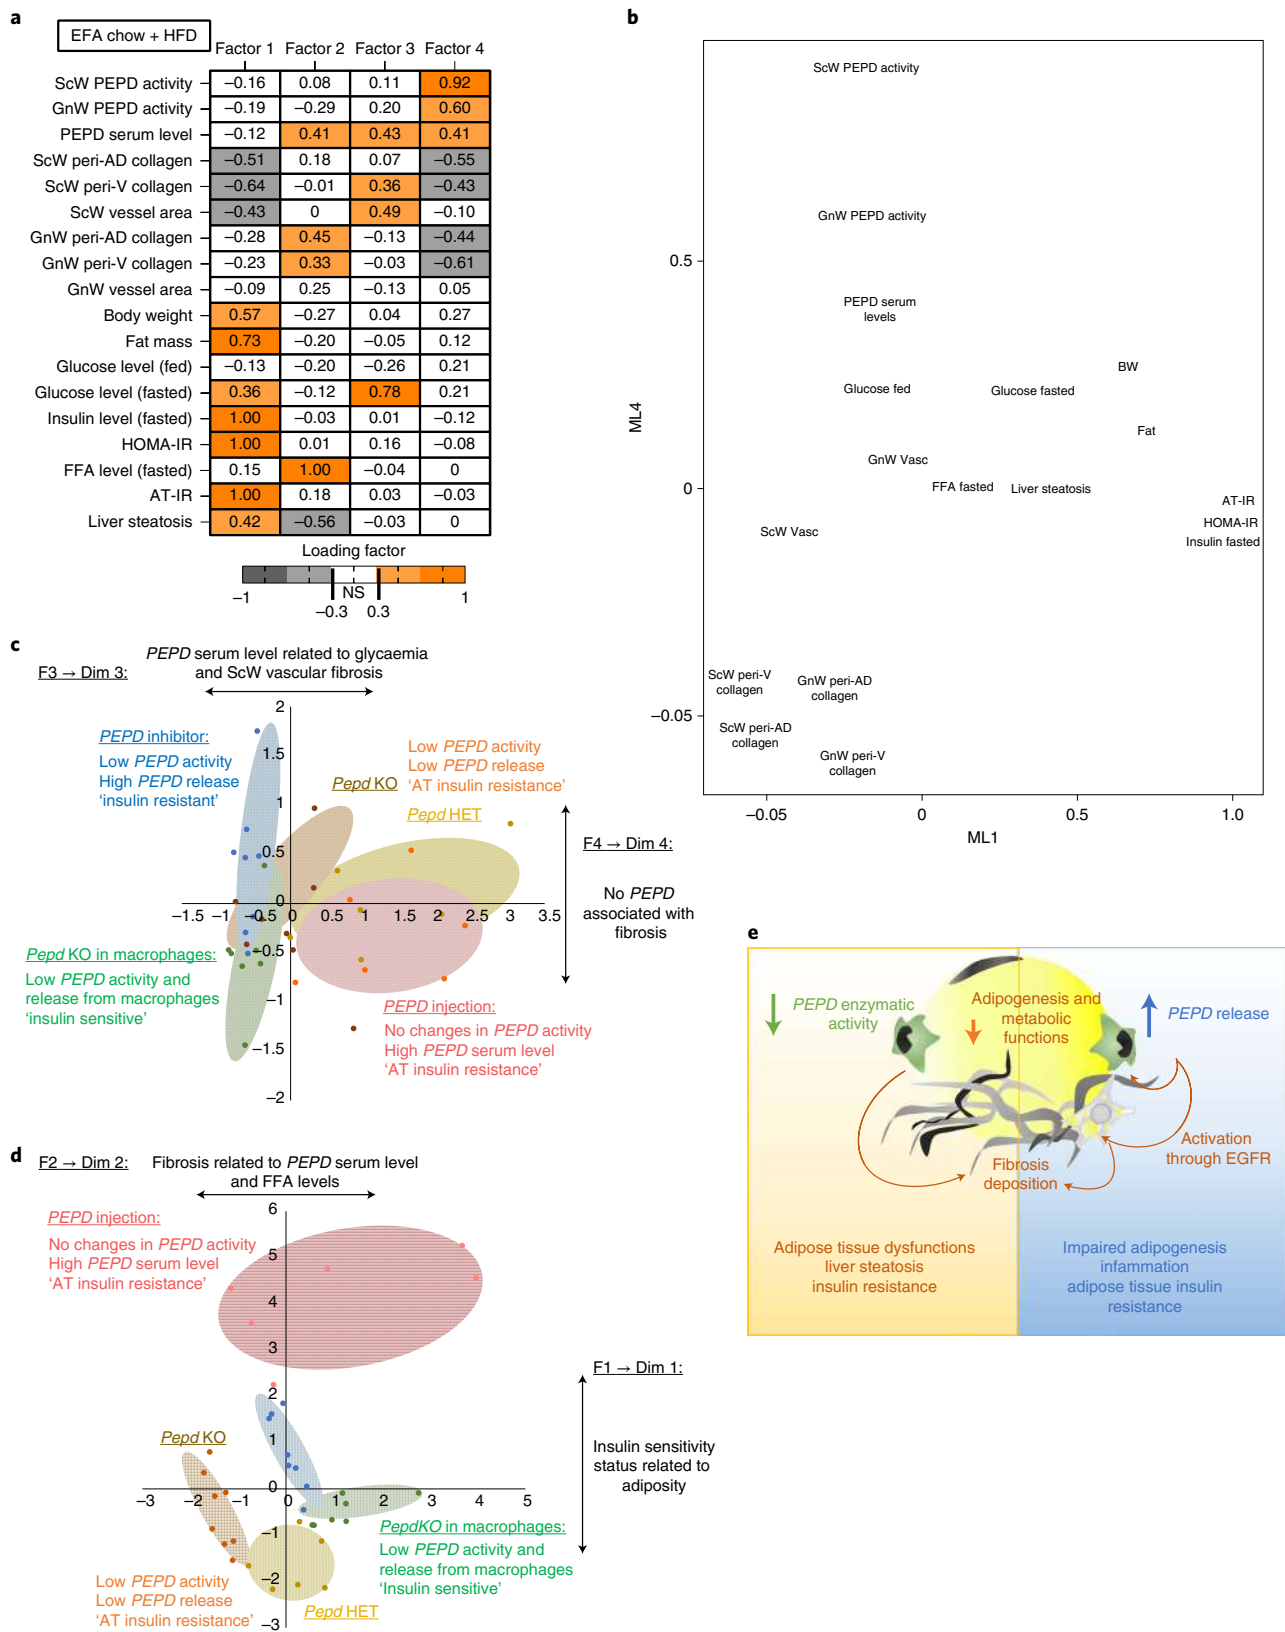 a
EFA chow + HFD
Factor 1 Factor 2 Factor 3 Factor 4
ScW PEPD activity −0.16 0.08 0.11 0.92
GnW PEPD activity −0.19 −0.29 0.20 0.60
PEPD serum level −0.12 0.41 0.43 0.41
ScW peri-AD collagen −0.51 0.18 0.07 −0.55
ScW peri-V collagen −0.64 −0.01 0.36 −0.43
ScW vessel area −0.43 0 0.49 −0.10
GnW peri-AD collagen −0.28 0.45 −0.13 −0.44
GnW peri-V collagen −0.23 0.33 −0.03 −0.61
GnW vessel area −0.09 0.25 −0.13 0.05
Body weight 0.57 −0.27 0.04 0.27
Fat mass 0.73 −0.20 −0.05 0.12
Glucose level (fed) −0.13 −0.20 −0.26 0.21
Glucose level (fasted) 0.36 −0.12 0.78 0.21
Insulin level (fasted) 1.00 −0.03 0.01 −0.12
HOMA-IR 1.00 0.01 0.16 −0.08
FFA level (fasted) 0.15 1.00 −0.04 0
AT-IR 1.00 0.18 0.03 −0.03
Liver steatosis 0.42 −0.56 −0.03 0
Loading factor
NS
−1 1
−0.3 0.3
b
ScW PEPD activity
GnW PEPD activity
0.5
PEPD serum
levels
BW
Glucose fed
Glucose fasted
ML4
Fat
GnW Vasc
FFA fasted
Liver steatosis
0
AT-IR
HOMA-IR
Insulin fasted
ScW Vasc
ScW peri-V
collagen
GnW peri-AD
collagen
−0.05
ScW peri-AD
collagen
GnW peri-V
collagen
−0.05 0 0.5 1.0
ML1
c
F3 → Dim 3:
PEPD serum level related to glycaemia
and ScW vascular fibrosis
2
1.5
1
0.5
0
−0.5
−1
−1.5
−2
−1.5 −1 −0.5 0 0.5 1 1.5 2 2.5 3 3.5
PEPD inhibitor:
Low PEPD activity
High PEPD release
‘insulin resistant’
Pepd KO
Low PEPD activity
Low PEPD release
‘AT insulin resistance’
Pepd HET
F4 → Dim 4:
No PEPD
associated with
fibrosis
Pepd KO in macrophages:
Low PEPD activity and
release from macrophages
‘insulin sensitive’
PEPD injection:
No changes in PEPD activity
High PEPD serum level
‘AT insulin resistance’
d
F2 → Dim 2:
Fibrosis related to PEPD serum level
and FFA levels
6
5
4
3
2
1
0
−1
−2
−3
−3 −2 −1 0 1 2 3 4 5
PEPD injection:
No changes in PEPD activity
High PEPD serum level
‘AT insulin resistance’
F1 → Dim 1:
Insulin sensitivity
status related to
adiposity
Pepd KO
PepdKO in macrophages:
Low PEPD activity and
release from macrophages
‘Insulin sensitive’
Low PEPD activity
Low PEPD release
‘AT insulin resistance’
Pepd HET
e
PEPD enzymatic
activity
Adipogenesis and
metabolic
functions
PEPD release
Activation
through EGFR
Fibrosis
deposition
Adipose tissue dysfunctions
liver steatosis
insulin resistance
Impaired adipogenesis
infammation
adipose tissue insulin
resistance